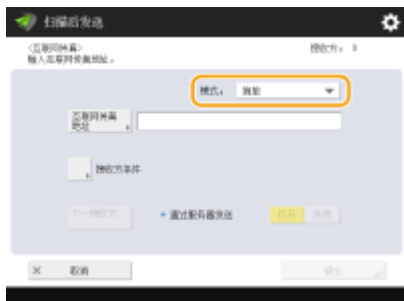 扫描后发送
<互联网传真>
输入互联网传真地址。
接收方: 0
模式: 简单
互联网传真
地址
接收方条件
下一接收方
• 通过服务器发送
打开 关闭
× 取消
确定